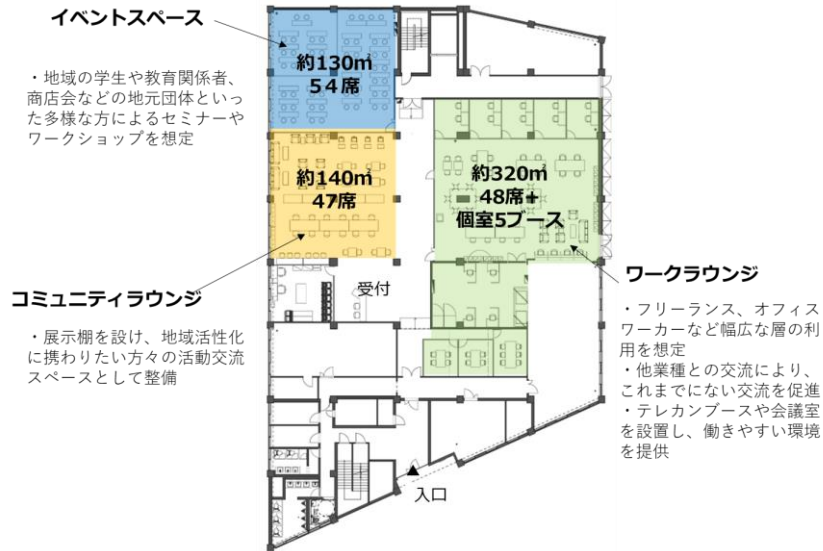 イベントスペース
・地域の学生や教育関係者、
商店会などの地元団体といっ
た多様な方によるセミナーや
ワークショップを想定
約130㎡
５４席
約140㎡
47席
約320㎡
48席＋
個室5ブース
コミュニティラウンジ
・展示棚を設け、地域活性化
に携わりたい方々の活動交流
スペースとして整備
受付
ワークラウンジ
・フリーランス、オフィス
ワーカーなど幅広な層の利
用を想定
・他業種との交流により、
これまでにない交流を促進
・テレカンブースや会議室
を設置し、働きやすい環境
を提供
▲
入口